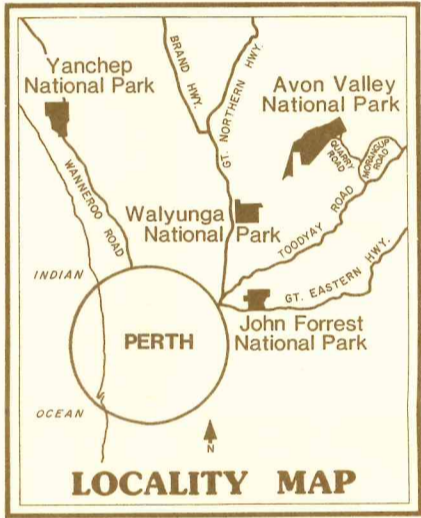 Yanchep
National Park
BRAND HWY.
GT. NORTHERN HWY.
Avon Valley
National Park
QUARRY
ROAD
MORANGUP
ROAD
WANNEROO ROAD
Walyunga
National Park
TOODYAY ROAD
INDIAN
GT. EASTERN HWY.
PERTH
John Forrest
National Park
OCEAN
N
LOCALITY MAP